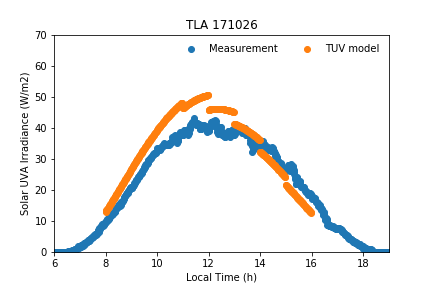 TLA 171026
Measurement TUV model
Solar UVA Irradiance (W/m2)
70
60
50
40
30
20
10
0
6 8 10 12 14 16 18
Local Time (h)